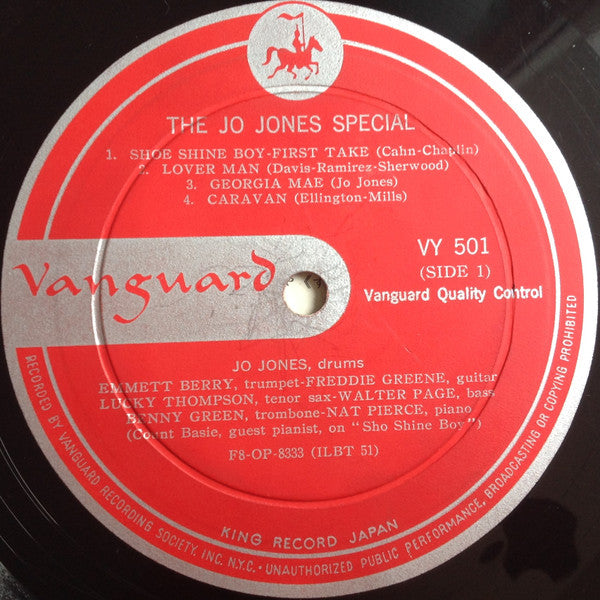 THE JO JONES SPECIAL
1. SHOE SHINE BOY-FIRST TAKE (Cahn-Chaplin)
2. LOVER MAN (Davis-Ramirez-Sherwood)
3. GEORGIA MAE (Jo Jones)
4. CARAVAN (Ellington-Mills)
Vanguard
VY 501
(SIDE 1)
Vanguard Quality Control
JO JONES, drums
EMMETT BERRY, trumpet-FREDDIE GREENE, guitar
LUCKY THOMPSON, tenor sax-WALTER PAGE, bass
BENNY GREEN, trombone-NAT PIERCE, piano
(Count Basie, guest pianist, on "Sho Shine Boy")
F8-OP-8333 (ILBT 51)
KING RECORD JAPAN
RECORDED BY VANGUARD RECORDING SOCIETY, INC. N.Y.C. • UNAUTHORIZED PUBLIC PERFORMANCE, BROADCASTING OR COPYING PROHIBITED